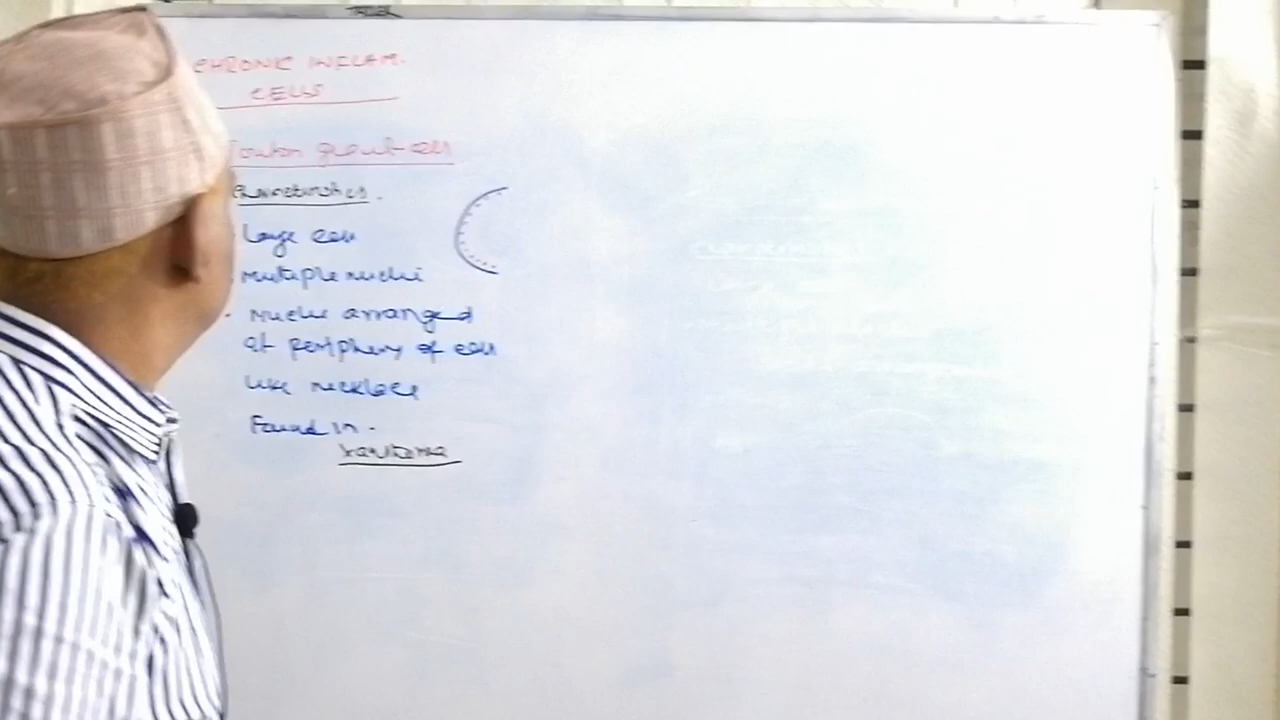 CHRONIC INFLAM.
CELLS
Touton giant cell
Characteristics.
Large cell
Multiple nuclei
• Nuclei arranged
at periphery of cell
like necklace
Found in -
Xanthoma